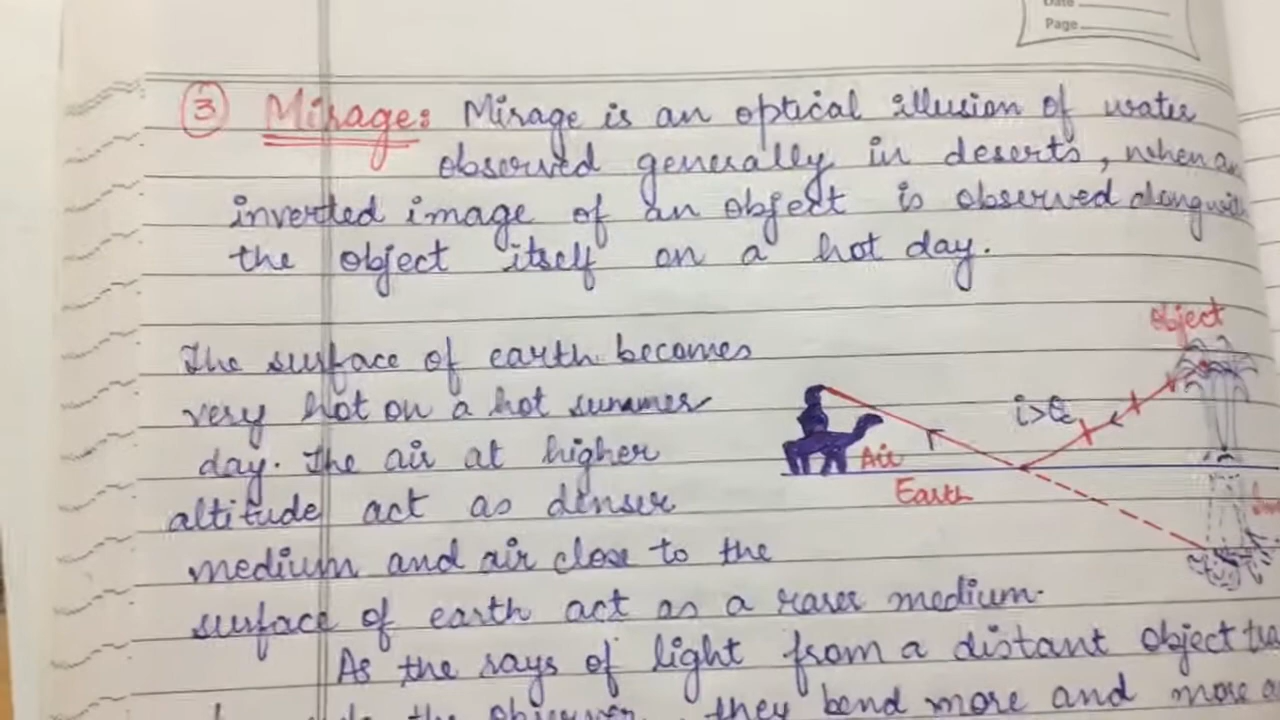 Date
Page
③ Mirage: Mirage is an optical illusion of water
observed generally in deserts, when an
inverted image of an object is observed alongwith
the object itself on a hot day.
Object
The surface of earth becomes
very hot on a hot summer
day. The air at higher
altitude act as denser
medium and air close to the
surface of earth act as a rarer medium.
i>c
Air
Earth
As the rays of light from a distant object
the observer, they bend more and more